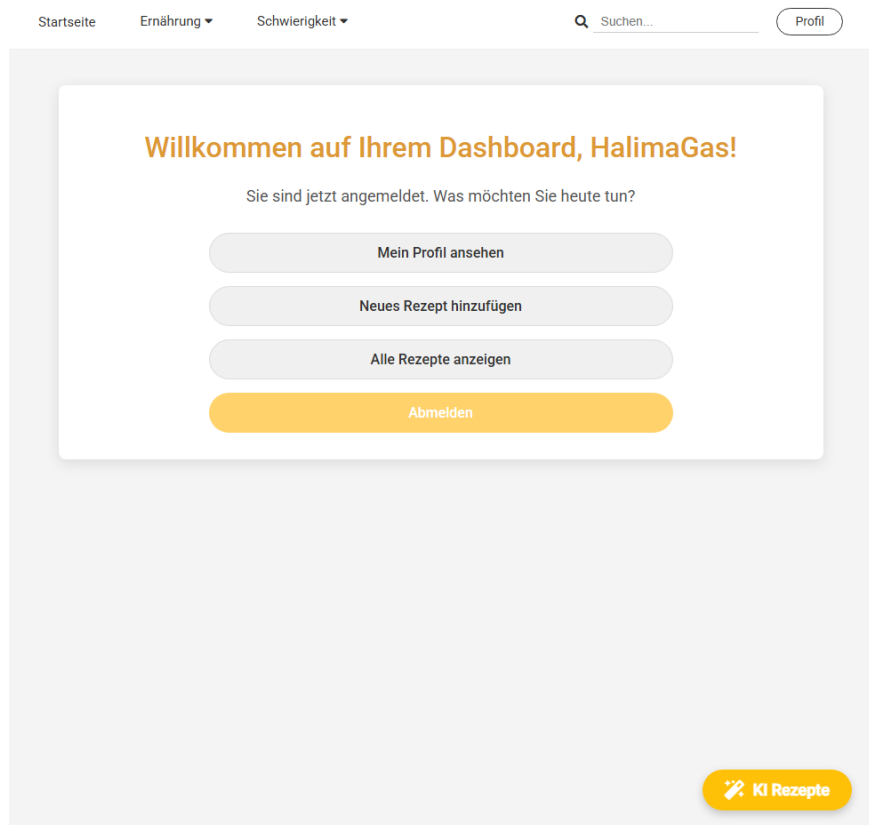 Startseite Ernährung Schwierigkeit Suchen... Profil
Willkommen auf Ihrem Dashboard, HalimaGas!
Sie sind jetzt angemeldet. Was möchten Sie heute tun?
Mein Profil ansehen
Neues Rezept hinzufügen
Alle Rezepte anzeigen
Abmelden
KI Rezepte